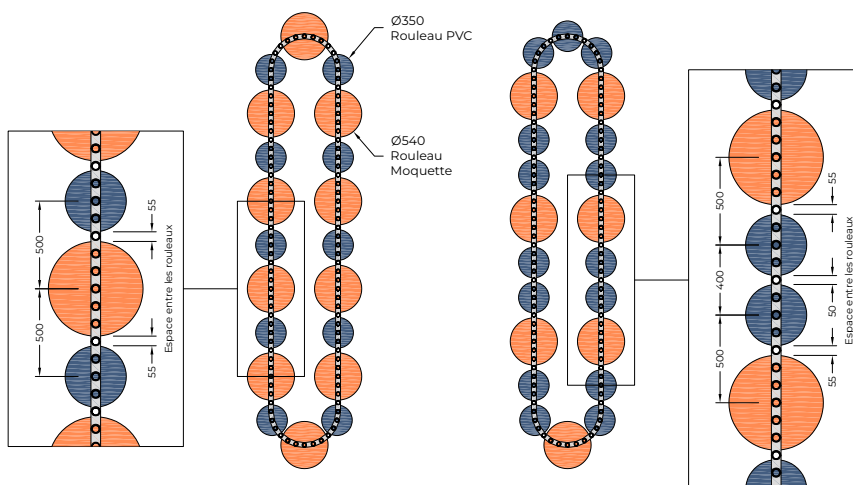 Ø350
Rouleau PVC
Ø540
Rouleau
Moquette
500
500
55
55
Espace entre les rouleaux
500
400
500
55
50
55
Espace entre les rouleaux